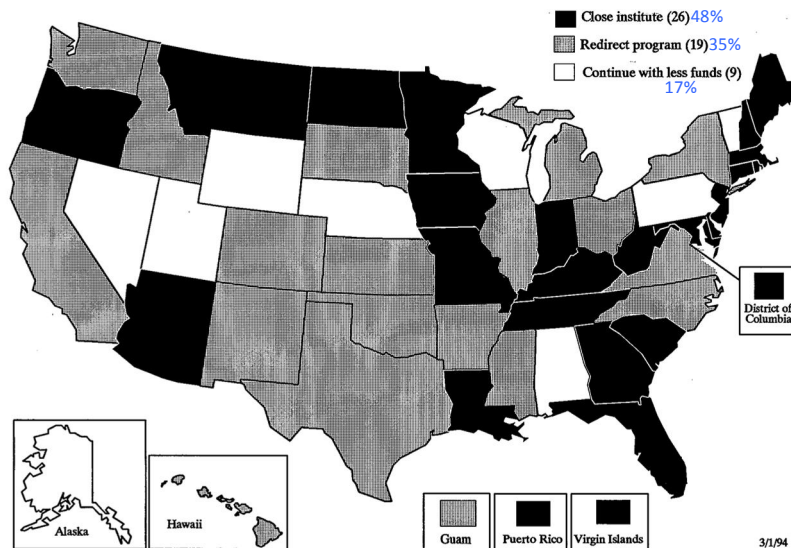 Close institute (26) 48%
Redirect program (19) 35%
Continue with less funds (9)
17%
District of
Columbia
Alaska
Hawaii
Guam
Puerto Rico
Virgin Islands
3/1/94